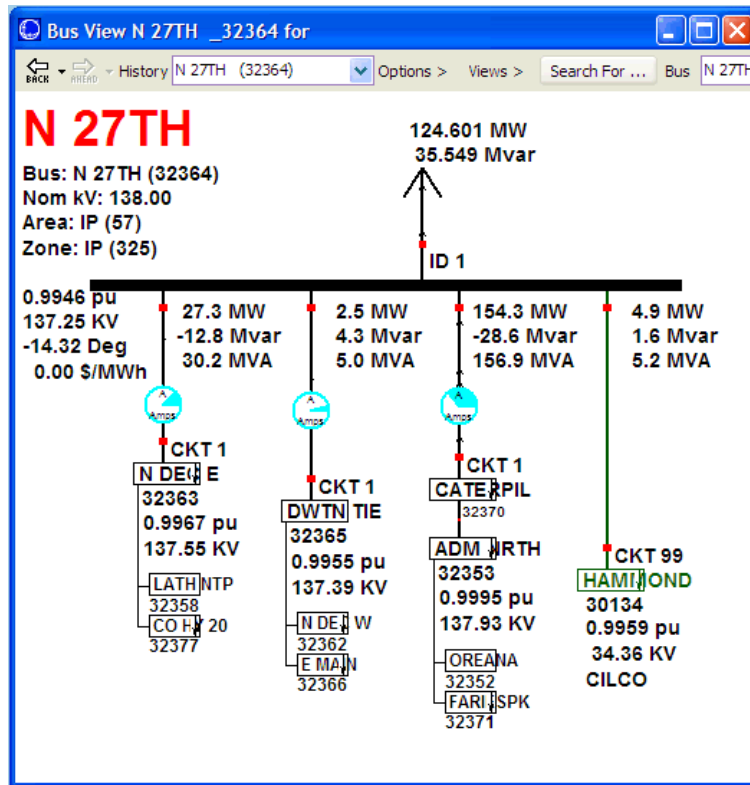 Bus View N 27TH _32364 for
BACK AHEAD History N 27TH (32364) Options > Views > Search For ... Bus N 27TH
N 27TH
Bus: N 27TH (32364)
Nom kV: 138.00
Area: IP (57)
Zone: IP (325)
124.601 MW
35.549 Mvar
ID 1
0.9946 pu
137.25 KV
-14.32 Deg
0.00 $/MWh
27.3 MW
-12.8 Mvar
30.2 MVA
2.5 MW
4.3 Mvar
5.0 MVA
154.3 MW
-28.6 Mvar
156.9 MVA
4.9 MW
1.6 Mvar
5.2 MVA
A
Amps
A
Amps
A
Amps
CKT 1
32363
0.9967 pu
137.55 KV
32358
32377
CKT 1
DWTN TIE
32365
0.9955 pu
137.39 KV
32362
E MAIN
32366
CKT 1
CATERPIL
32370
32353
0.9995 pu
137.93 KV
OREANA
32352
32371
CKT 99
HAMMOND
30134
0.9959 pu
34.36 KV
CILCO